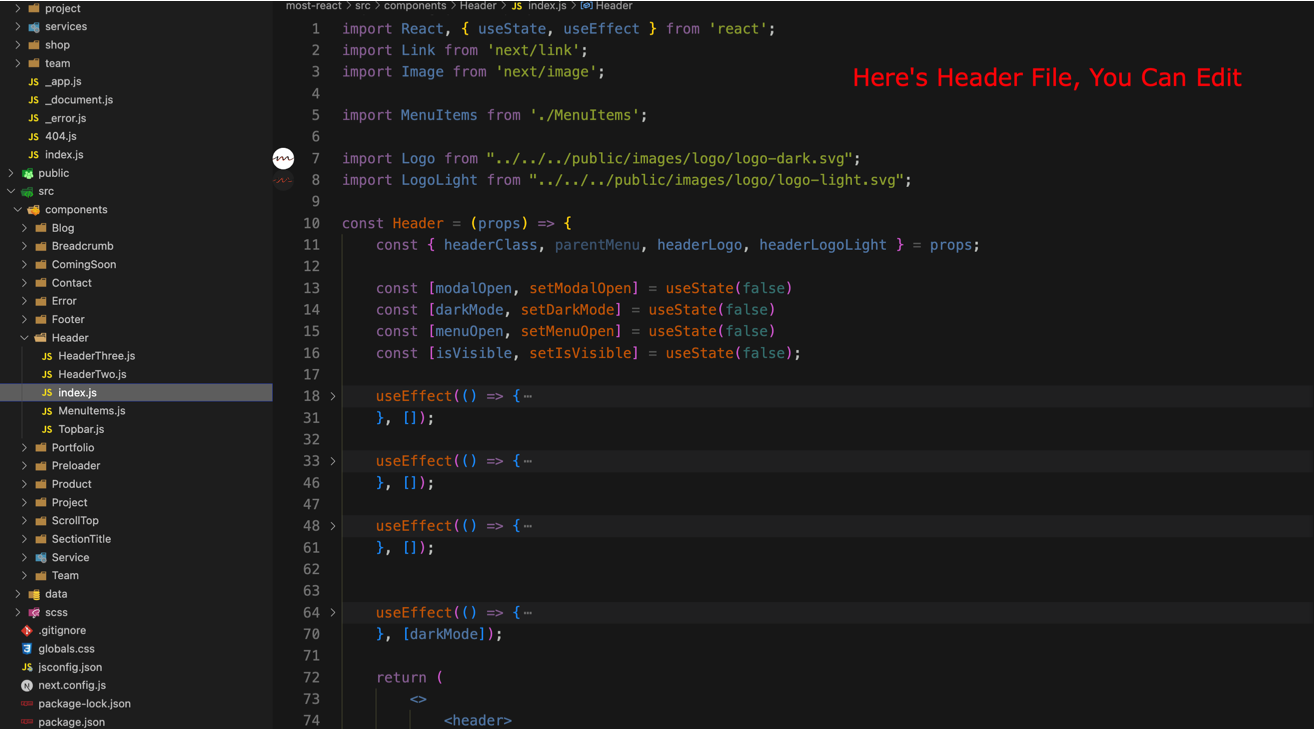 project
services
shop
team
JS _app.js
JS _document.js
JS _error.js
JS 404.js
JS index.js
public
src
components
Blog
Breadcrumb
ComingSoon
Contact
Error
Footer
Header
JS HeaderThree.js
JS HeaderTwo.js
JS index.js
JS MenuItems.js
JS Topbar.js
Portfolio
Preloader
Product
Project
ScrollTop
SectionTitle
Service
Team
data
scss
.gitignore
globals.css
JS jsconfig.json
N next.config.js
package-lock.json
package.json
most-react > src > components > Header > JS index.js > Header
Here's Header File, You Can Edit
1 import React, { useState, useEffect } from 'react';
2 import Link from 'next/link';
3 import Image from 'next/image';
4
5 import MenuItems from './MenuItems';
6
7 import Logo from "../../../public/images/logo/logo-dark.svg";
8 import LogoLight from "../../../public/images/logo/logo-light.svg";
9
10 const Header = (props) => {
11 const { headerClass, parentMenu, headerLogo, headerLogoLight } = props;
12
13 const [modalOpen, setModalOpen] = useState(false)
14 const [darkMode, setDarkMode] = useState(false)
15 const [menuOpen, setMenuOpen] = useState(false)
16 const [isVisible, setIsVisible] = useState(false);
17
18 > useEffect(() => {⋯
31 }, []);
32
33 > useEffect(() => {⋯
46 }, []);
47
48 > useEffect(() => {⋯
61 }, []);
62
63
64 > useEffect(() => {⋯
70 }, [darkMode]);
71
72 return (
73 <>
74 <header>